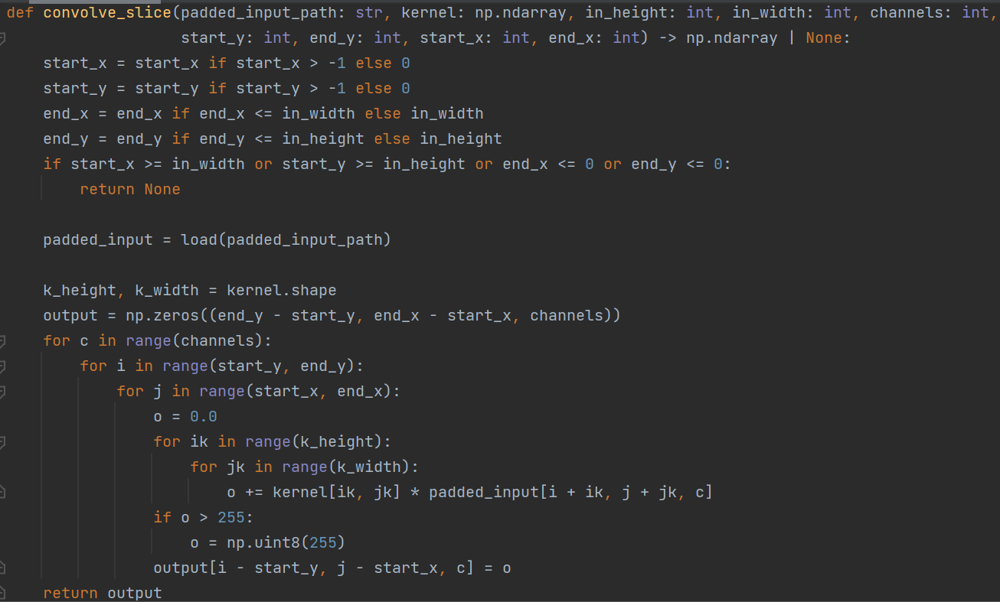 def convolve_slice(padded_input_path: str, kernel: np.ndarray, in_height: int, in_width: int, channels: int,
                   start_y: int, end_y: int, start_x: int, end_x: int) -> np.ndarray | None:
    start_x = start_x if start_x > -1 else 0
    start_y = start_y if start_y > -1 else 0
    end_x = end_x if end_x <= in_width else in_width
    end_y = end_y if end_y <= in_height else in_height
    if start_x >= in_width or start_y >= in_height or end_x <= 0 or end_y <= 0:
        return None

    padded_input = load(padded_input_path)

    k_height, k_width = kernel.shape
    output = np.zeros((end_y - start_y, end_x - start_x, channels))
    for c in range(channels):
        for i in range(start_y, end_y):
            for j in range(start_x, end_x):
                o = 0.0
                for ik in range(k_height):
                    for jk in range(k_width):
                        o += kernel[ik, jk] * padded_input[i + ik, j + jk, c]
                if o > 255:
                    o = np.uint8(255)
                output[i - start_y, j - start_x, c] = o
    return output